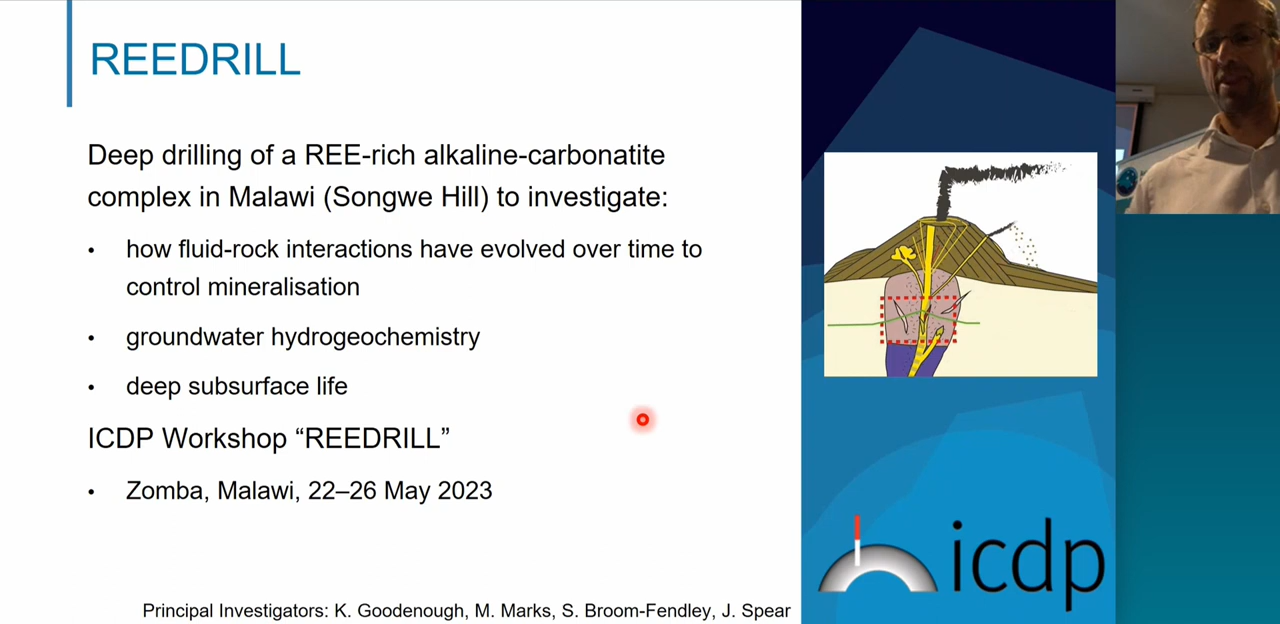 REEDRILL
Deep drilling of a REE-rich alkaline-carbonatite
complex in Malawi (Songwe Hill) to investigate:
• how fluid-rock interactions have evolved over time to
control mineralisation
• groundwater hydrogeochemistry
• deep subsurface life
ICDP Workshop “REEDRILL”
• Zomba, Malawi, 22–26 May 2023
Principal Investigators: K. Goodenough, M. Marks, S. Broom-Fendley, J. Spear
icdp